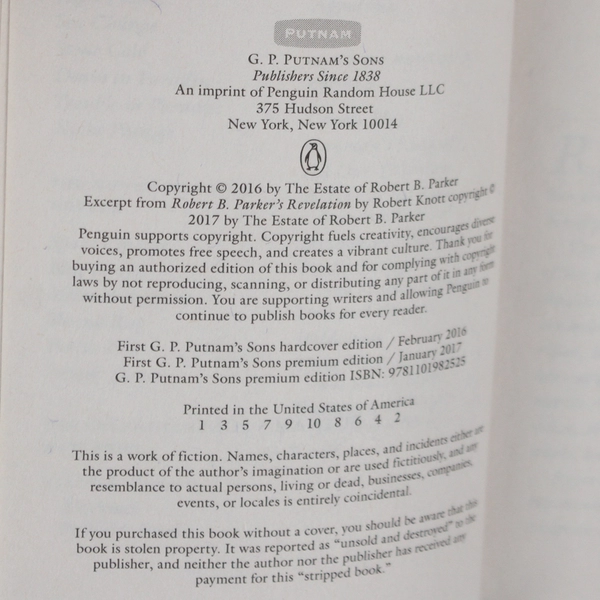 PUTNAM
G. P. PUTNAM'S SONS
Publishers Since 1838
An imprint of Penguin Random House LLC
375 Hudson Street
New York, New York 10014
Copyright © 2016 by The Estate of Robert B. Parker
Excerpt from Robert B. Parker's Revelation by Robert Knott copyright ©
2017 by The Estate of Robert B. Parker
Penguin supports copyright. Copyright fuels creativity, encourages diverse
voices, promotes free speech, and creates a vibrant culture. Thank you for
buying an authorized edition of this book and for complying with copyright
laws by not reproducing, scanning, or distributing any part of it in any form
without permission. You are supporting writers and allowing Penguin to
continue to publish books for every reader.
First G. P. Putnam's Sons hardcover edition / February 2016
First G. P. Putnam's Sons premium edition / January 2017
G. P. Putnam's Sons premium edition ISBN: 9781101982525
Printed in the United States of America
1 3 5 7 9 10 8 6 4 2
This is a work of fiction. Names, characters, places, and incidents either are
the product of the author's imagination or are used fictitiously, and any
resemblance to actual persons, living or dead, businesses, companies,
events, or locales is entirely coincidental.
If you purchased this book without a cover, you should be aware that this
book is stolen property. It was reported as "unsold and destroyed" to the
publisher, and neither the author nor the publisher has received any
payment for this "stripped book."